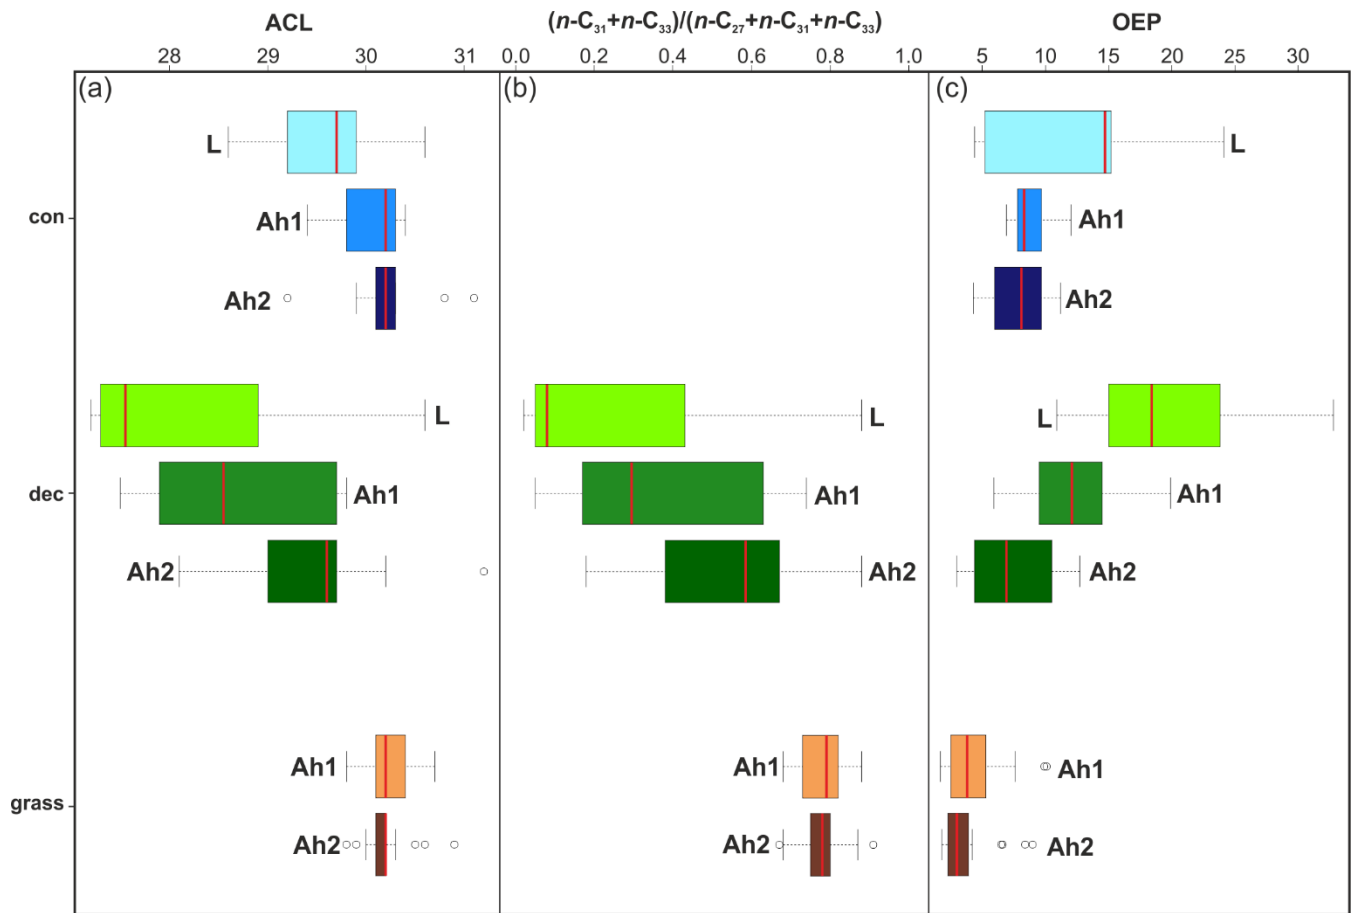 ACL
(n-C₃₁+n-C₃₃)/(n-C₂₇+n-C₃₁+n-C₃₃)
OEP
28 29 30 31
0.0 0.2 0.4 0.6 0.8 1.0
5 10 15 20 25 30
(a)
(b)
(c)
L
L
con
Ah1
Ah1
Ah2
Ah2
L
L
L
dec
Ah1
Ah1
Ah1
Ah2
Ah2
Ah2
grass
Ah1
Ah1
Ah1
Ah2
Ah2
Ah2